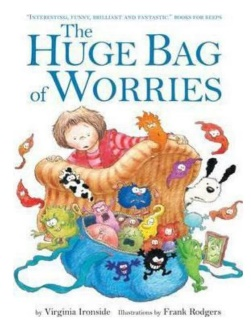 "INTERESTING, FUNNY, BRILLIANT AND FANTASTIC." BOOKS FOR KEEPS
The
HUGE BAG
of WORRIES
by Virginia Ironside Illustrations by Frank Rodgers